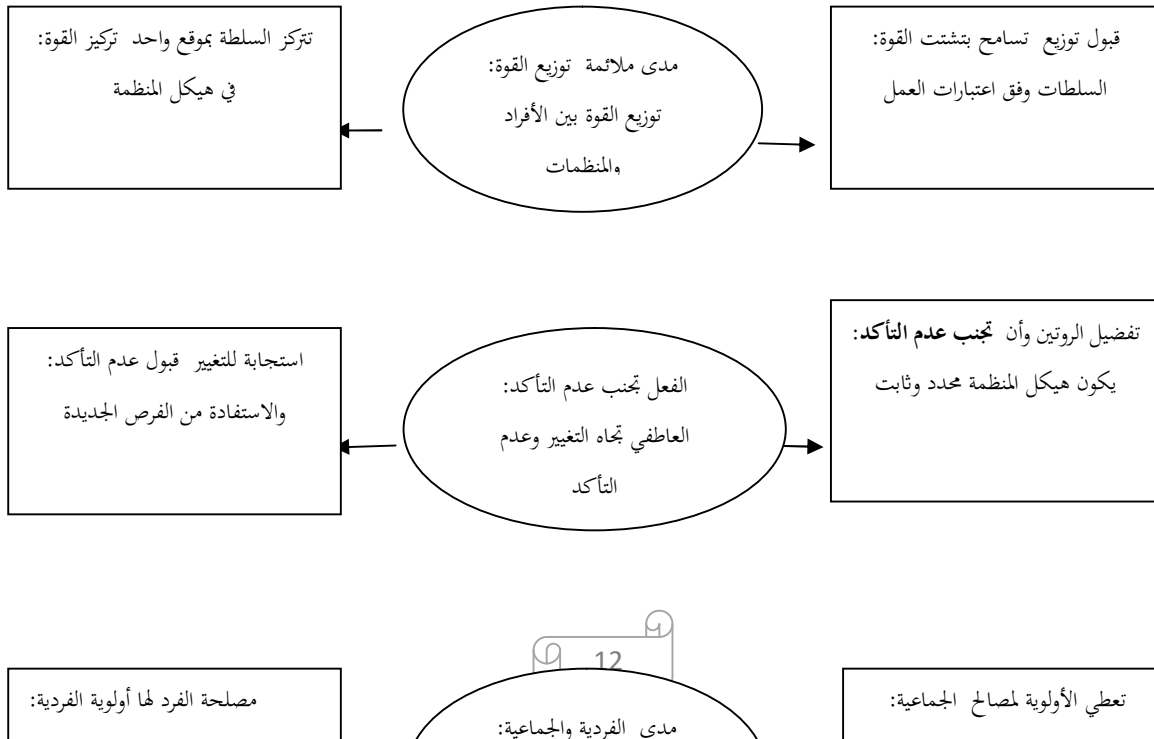 قبول توزيع تسامح بتشتت القوة:
السلطات وفق اعتبارات العمل
مدى ملائمة توزيع القوة:
توزيع القوة بين الأفراد
والمنظمات
تتركز السلطة بموقع واحد تركيز القوة:
في هيكل المنظمة
تفضيل الروتين وأن تجنب عدم التأكد:
يكون هيكل المنظمة محدد وثابت
الفعل تجنب عدم التأكد:
العاطفي تجاه التغيير وعدم
التأكد
استجابة للتغيير قبول عدم التأكد:
والاستفادة من الفرص الجديدة
12
تعطي الأولوية لمصالح الجماعية:
مدى الفردية والجماعية:
مصلحة الفرد لها أولوية الفردية: